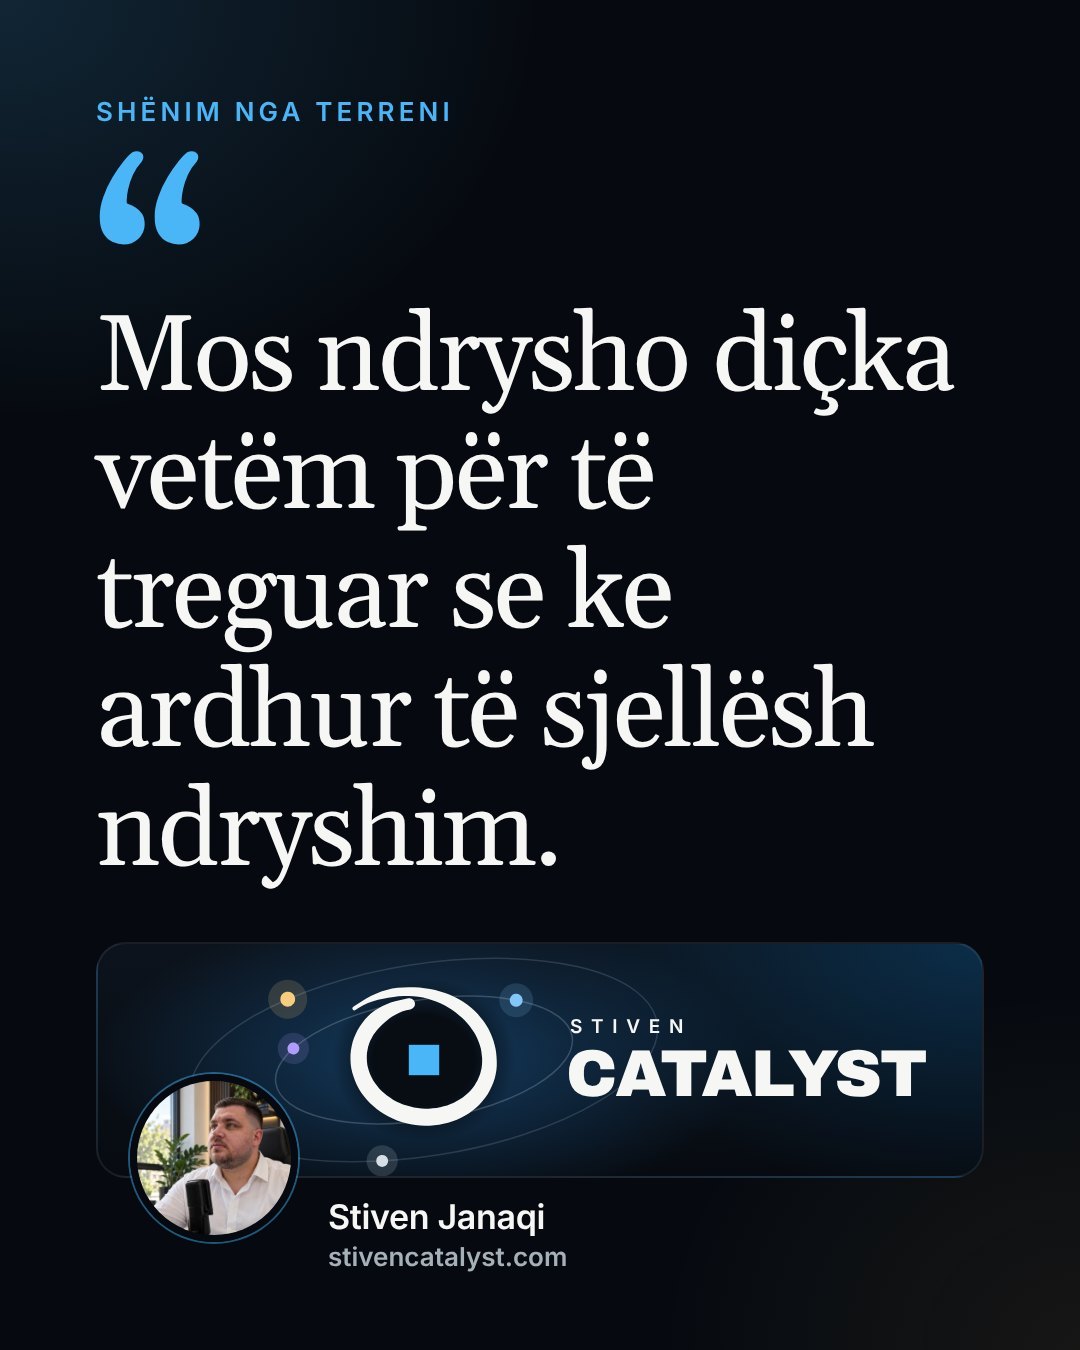 SHËNIM NGA TERRENI
“
Mos ndrysho diçka
vetëm për të
treguar se ke
ardhur të sjellësh
ndryshim.
STIVEN
CATALYST
Stiven Janaqi
stivencatalyst.com